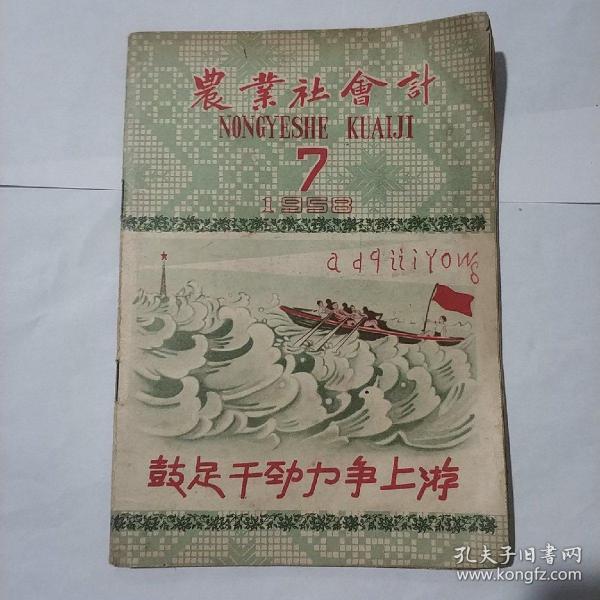 農業社會計
NONGYESHE KUAIJI
7
1958
鼓足干劲力争上游
孔夫子旧书网
www.kongfz.com